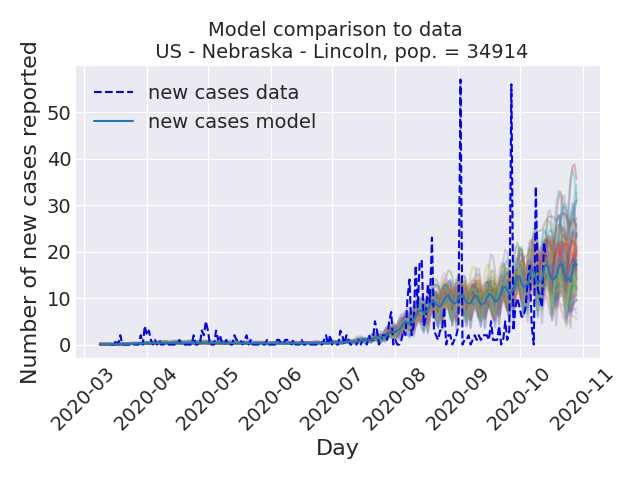 Model comparison to data
US - Nebraska - Lincoln, pop. = 34914
Number of new cases reported
50
40
30
20
10
0
new cases data
new cases model
2020-03
2020-04
2020-05
2020-06
2020-07
2020-08
2020-09
2020-10
2020-11
Day